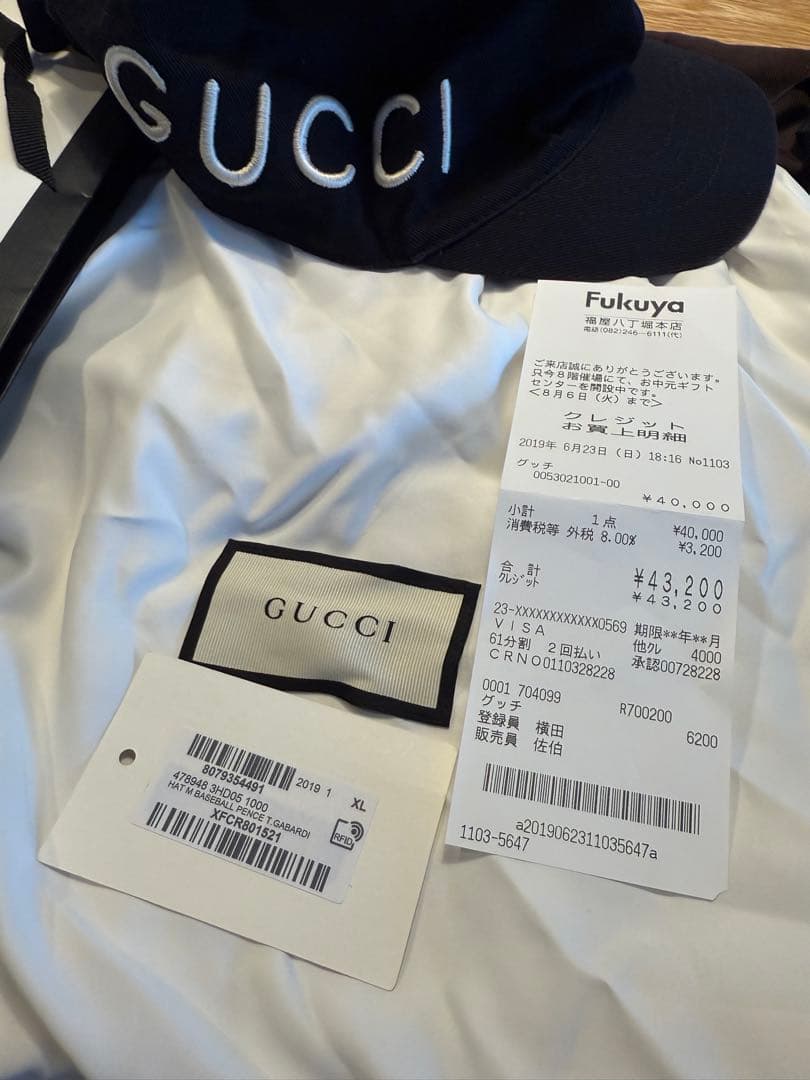 GUCCI
Fukuya
福屋八丁堀本店
電話(082)246-6111(代)
ご来店誠にありがとうございます。
只今8階催場にて、お中元ギフト
センターを開設中です。
<8月6日(火)まで>
クレジット
お買上明細
2019年 6月23日(日)18:16 No1103
グッチ
0053021001-00
¥40,000
小計 1点 ¥40,000
消費税等 外税 8.00% ¥3,200
合計 ¥43,200
クレジット ¥43,200
23-XXXXXXXXXXXX0569 期限**年**月
VISA 他クレ 4000
61分割 2回払い 承認00728228
CRNO0110328228
0001 704099 R700200
グッチ 6200
登録員 横田
販売員 佐伯
a2019062311035647a
1103-5647
GUCCI
8079354491 2019 1 XL
478948 3HD05 1000
HAT M BASEBALL PENCE T.GABARDI
XFCR801521
RFID